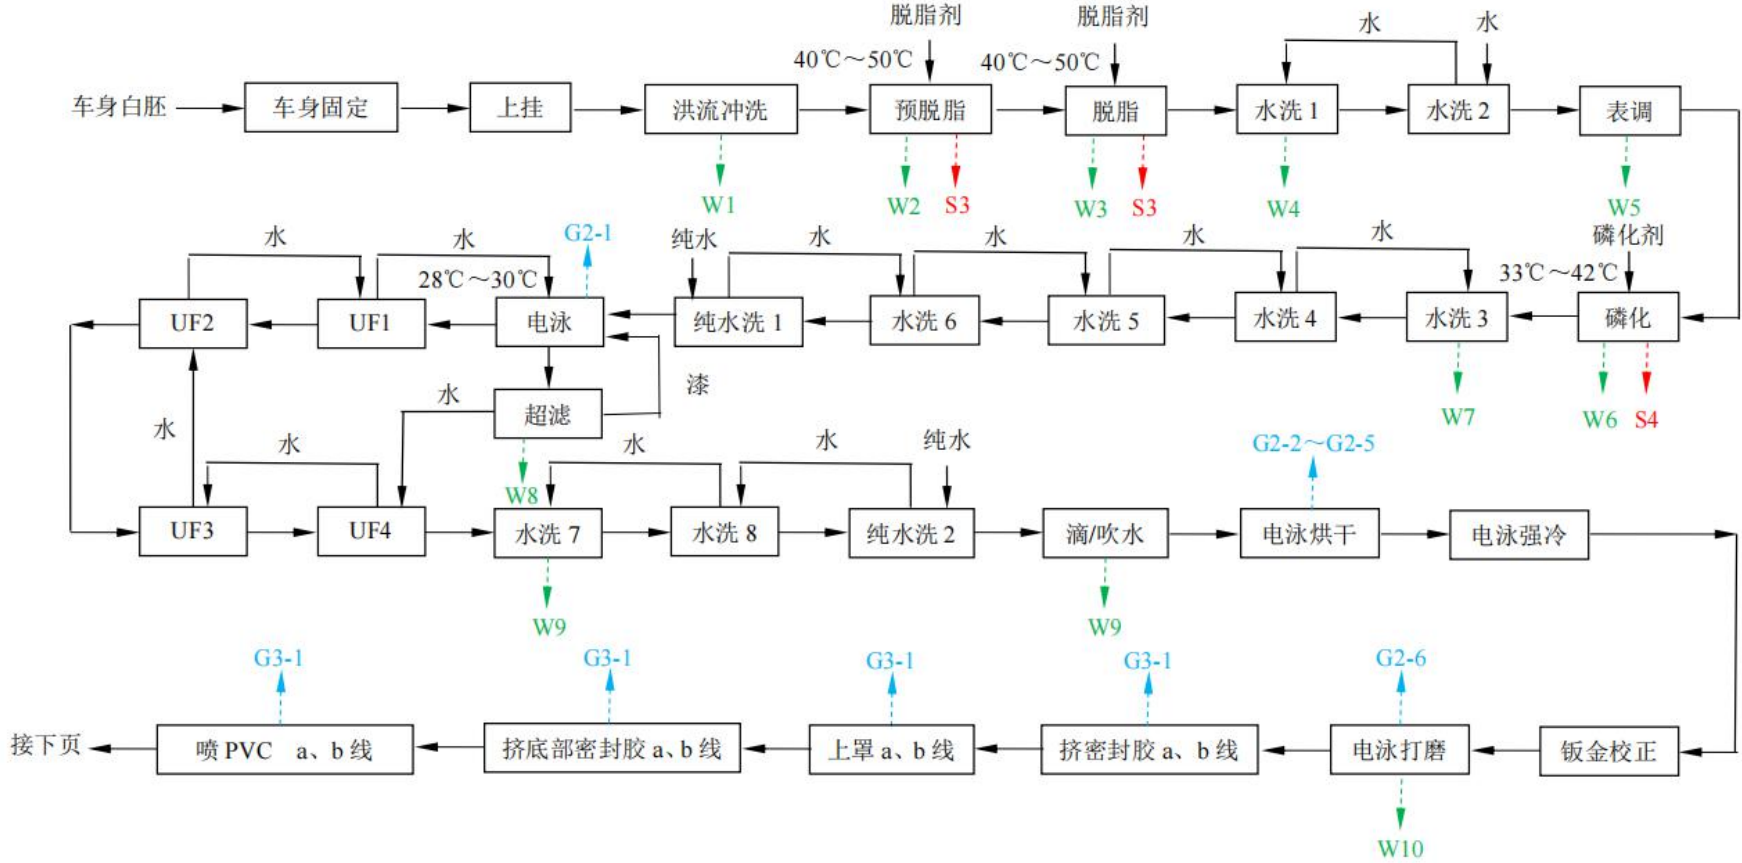 脱脂剂
脱脂剂
水
水
40℃～50℃
40℃～50℃
车身白胚
车身固定
上挂
洪流冲洗
预脱脂
脱脂
水洗 1
水洗 2
表调
W1
W2
S3
W3
S3
W4
W5
水
水
G2-1
纯水
水
水
水
水
磷化剂
28℃～30℃
33℃～42℃
UF2
UF1
电泳
纯水洗 1
水洗 6
水洗 5
水洗 4
水洗 3
磷化
漆
水
超滤
W7
W6
S4
水
水
水
水
纯水
G2-2～G2-5
W8
UF3
UF4
水洗 7
水洗 8
纯水洗 2
滴/吹水
电泳烘干
电泳强冷
W9
W9
G3-1
G3-1
G3-1
G3-1
G2-6
接下页
喷 PVC a、b 线
挤底部密封胶 a、b 线
上罩 a、b 线
挤密封胶 a、b 线
电泳打磨
钣金校正
W10